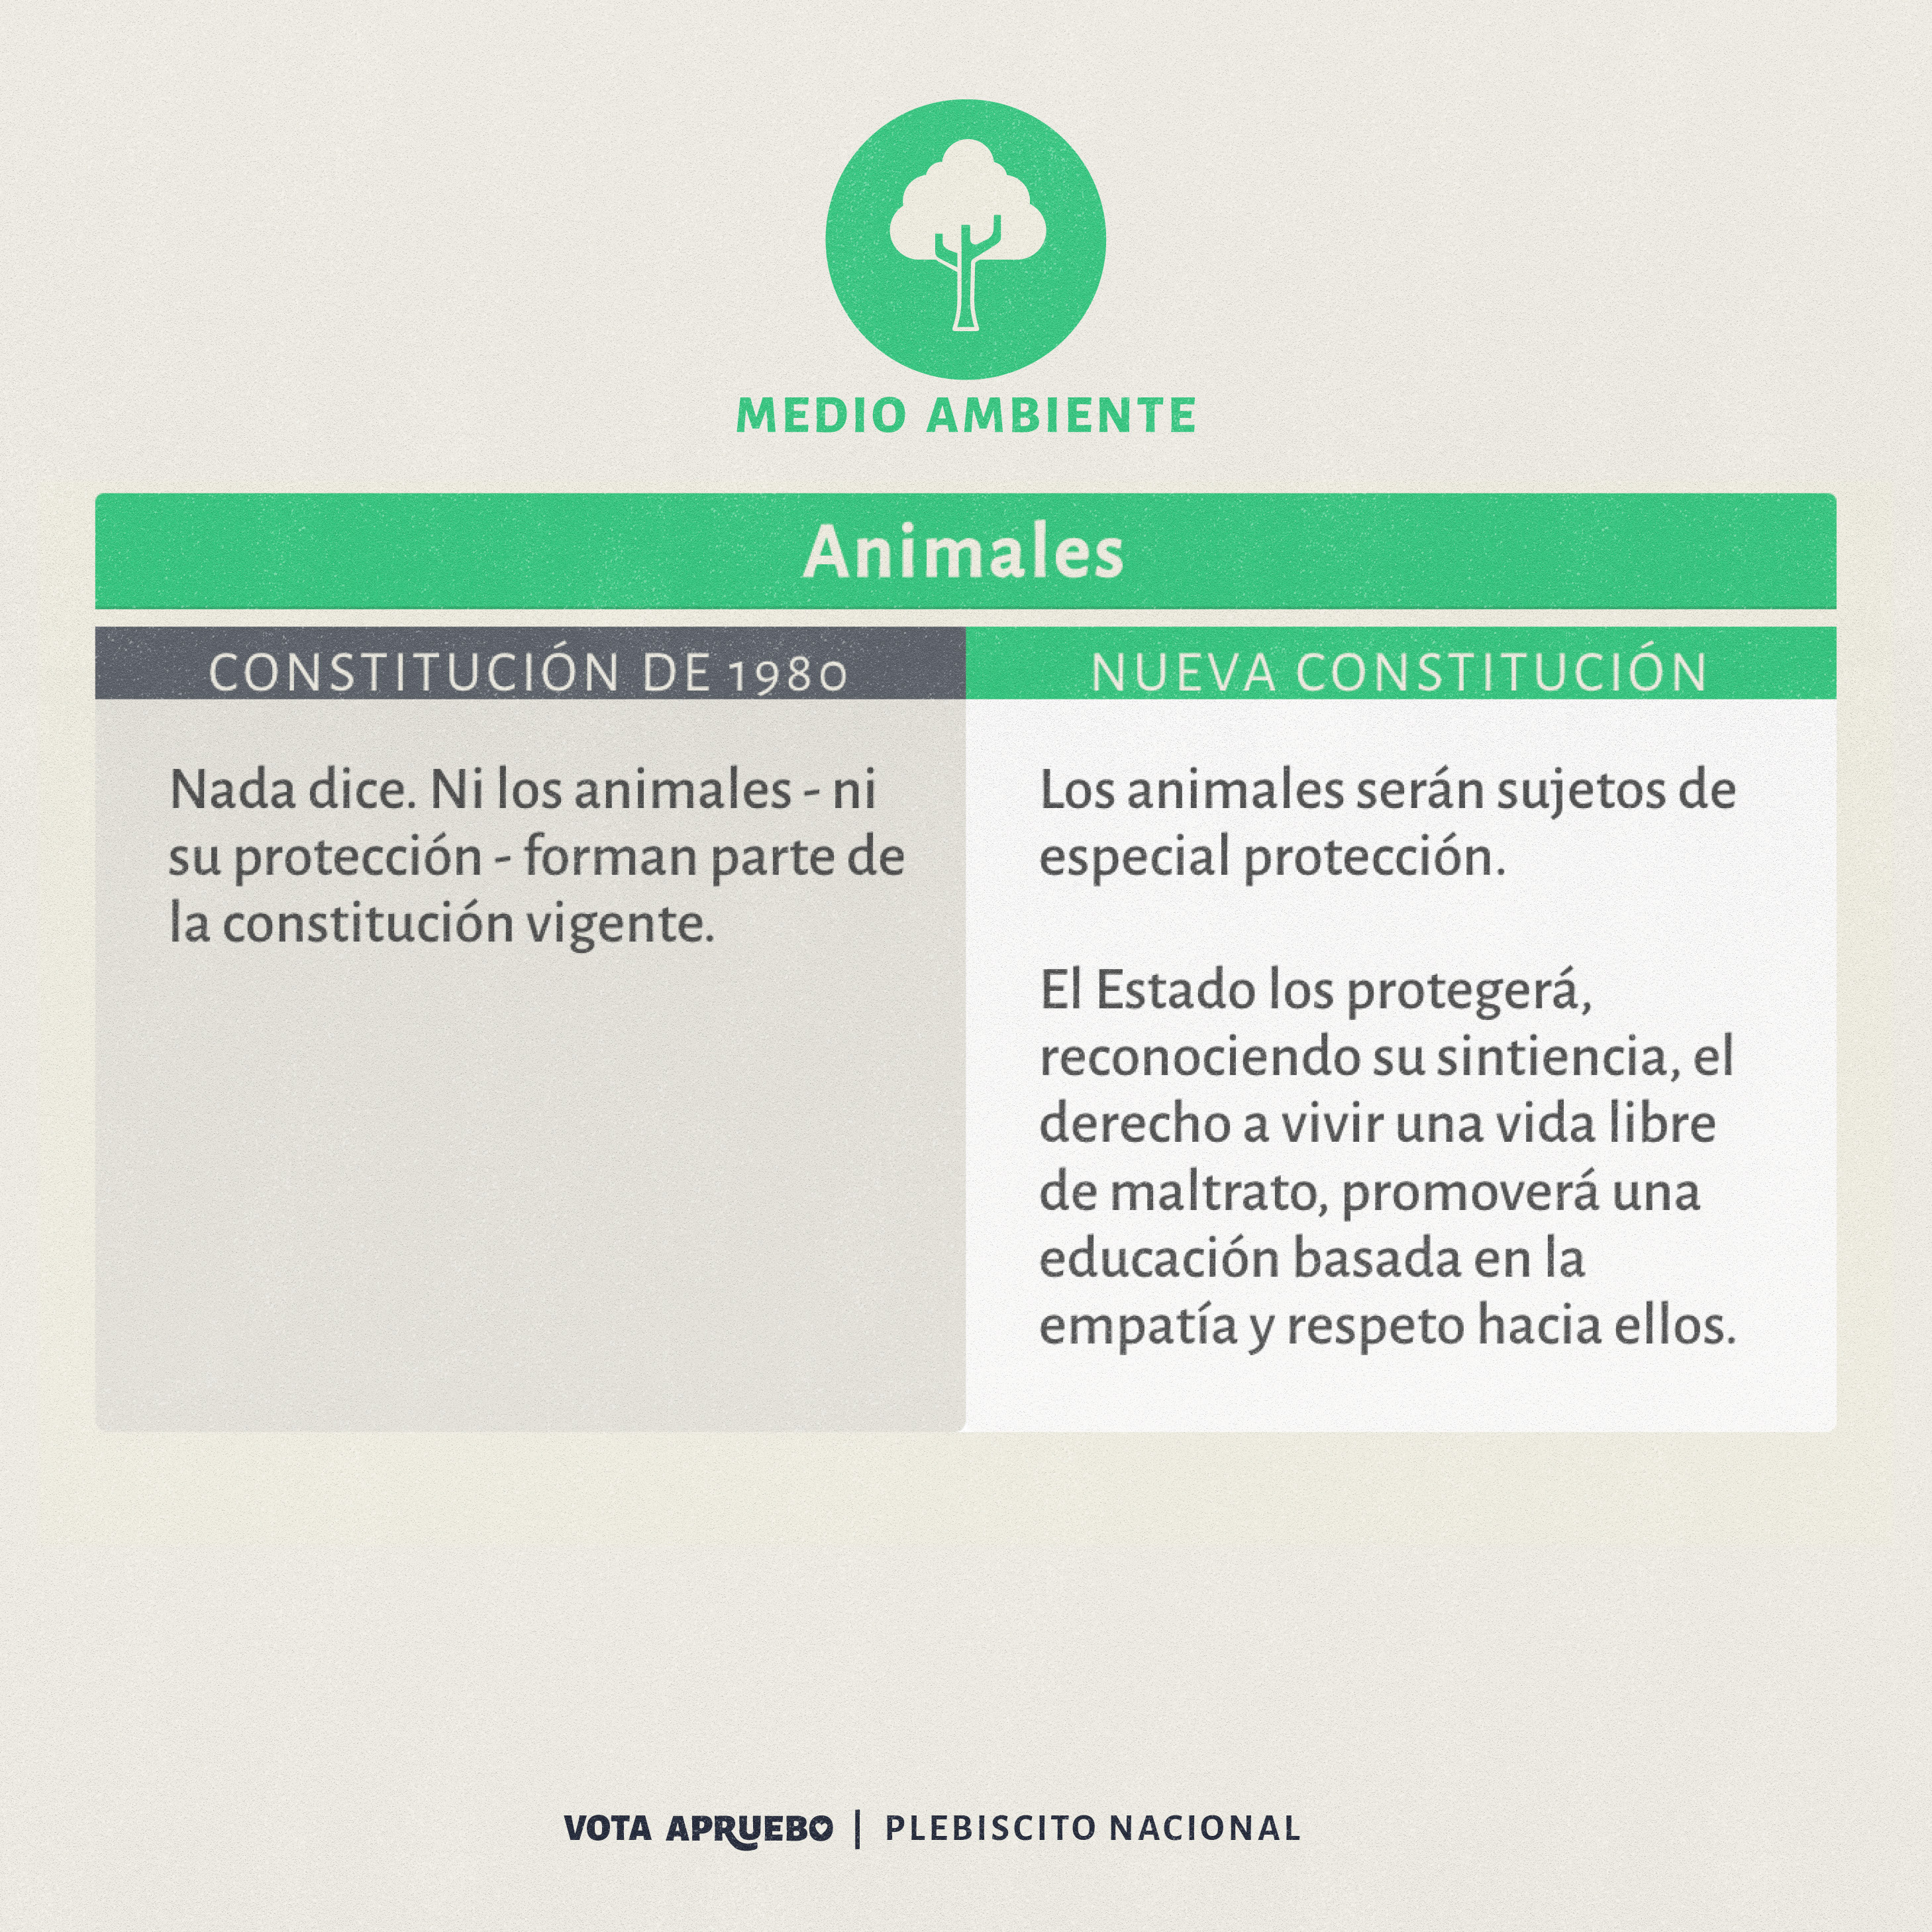 MEDIO AMBIENTE
Animales
CONSTITUCIÓN DE 1980
Nada dice. Ni los animales - ni
su protección - forman parte de
la constitución vigente.
NUEVA CONSTITUCIÓN
Los animales serán sujetos de
especial protección.
El Estado los protegerá,
reconociendo su sintiencia, el
derecho a vivir una vida libre
de maltrato, promoverá una
educación basada en la
empatía y respeto hacia ellos.
VOTA APRUEBO | PLEBISCITO NACIONAL